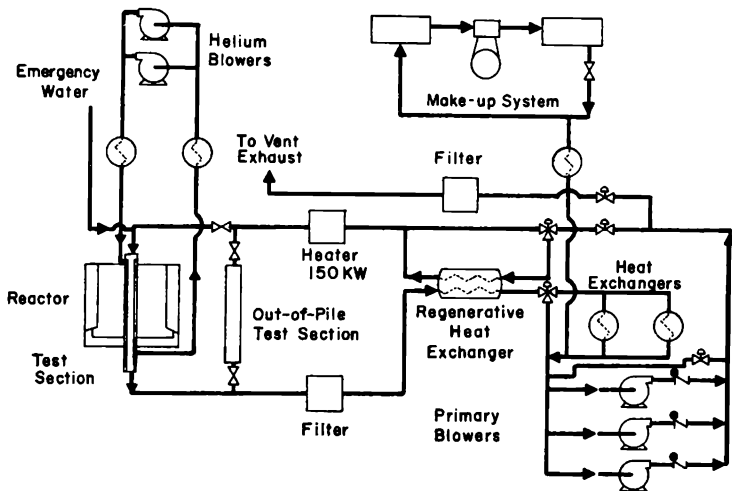 Helium
Blowers
Emergency
Water
Make-up System
To Vent
Exhaust
Filter
Heater
150 KW
Heat
Exchangers
Reactor
Out-of-Pile
Test Section
Regenerative
Heat
Exchanger
Test
Section
Filter
Primary
Blowers